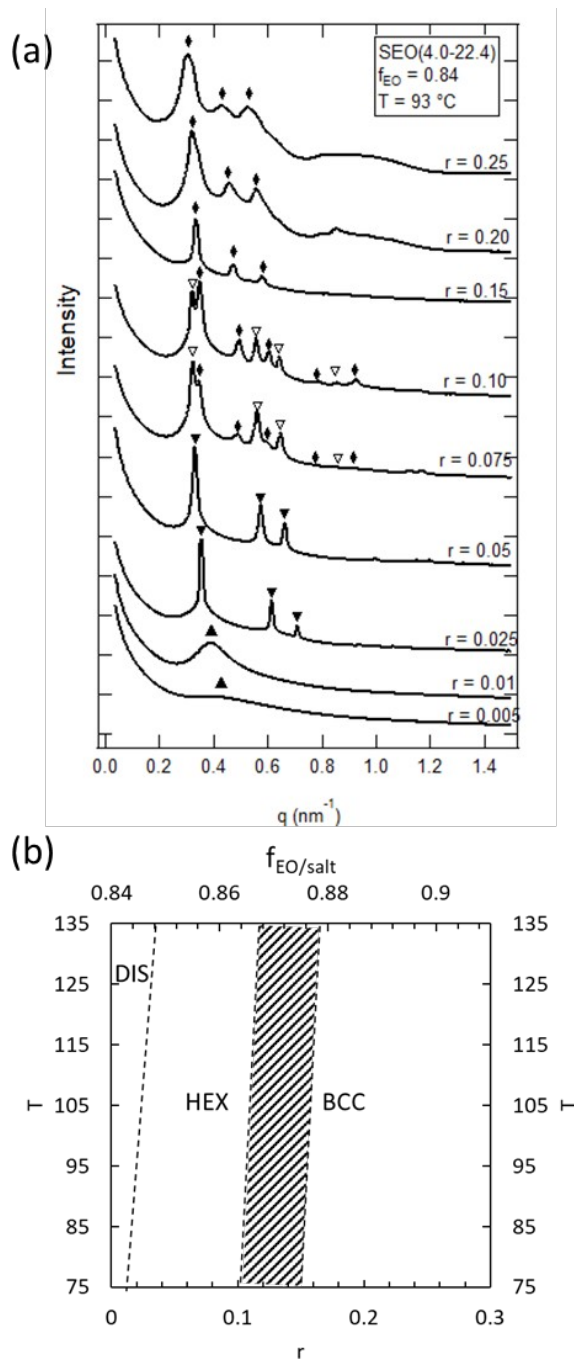 (a)
SEO(4.0-22.4)
fEO = 0.84
T = 93 °C
r = 0.25
r = 0.20
r = 0.15
r = 0.10
r = 0.075
r = 0.05
r = 0.025
r = 0.01
r = 0.005
Intensity
0.0 0.2 0.4 0.6 0.8 1.0 1.2 1.4
q (nm-1)
(b)
fEO/salt
0.84 0.86 0.88 0.9
135 135
DIS
125 125
115 115
T HEX BCC T
105 105
95 95
85 85
75 75
0 0.1 0.2 0.3
r